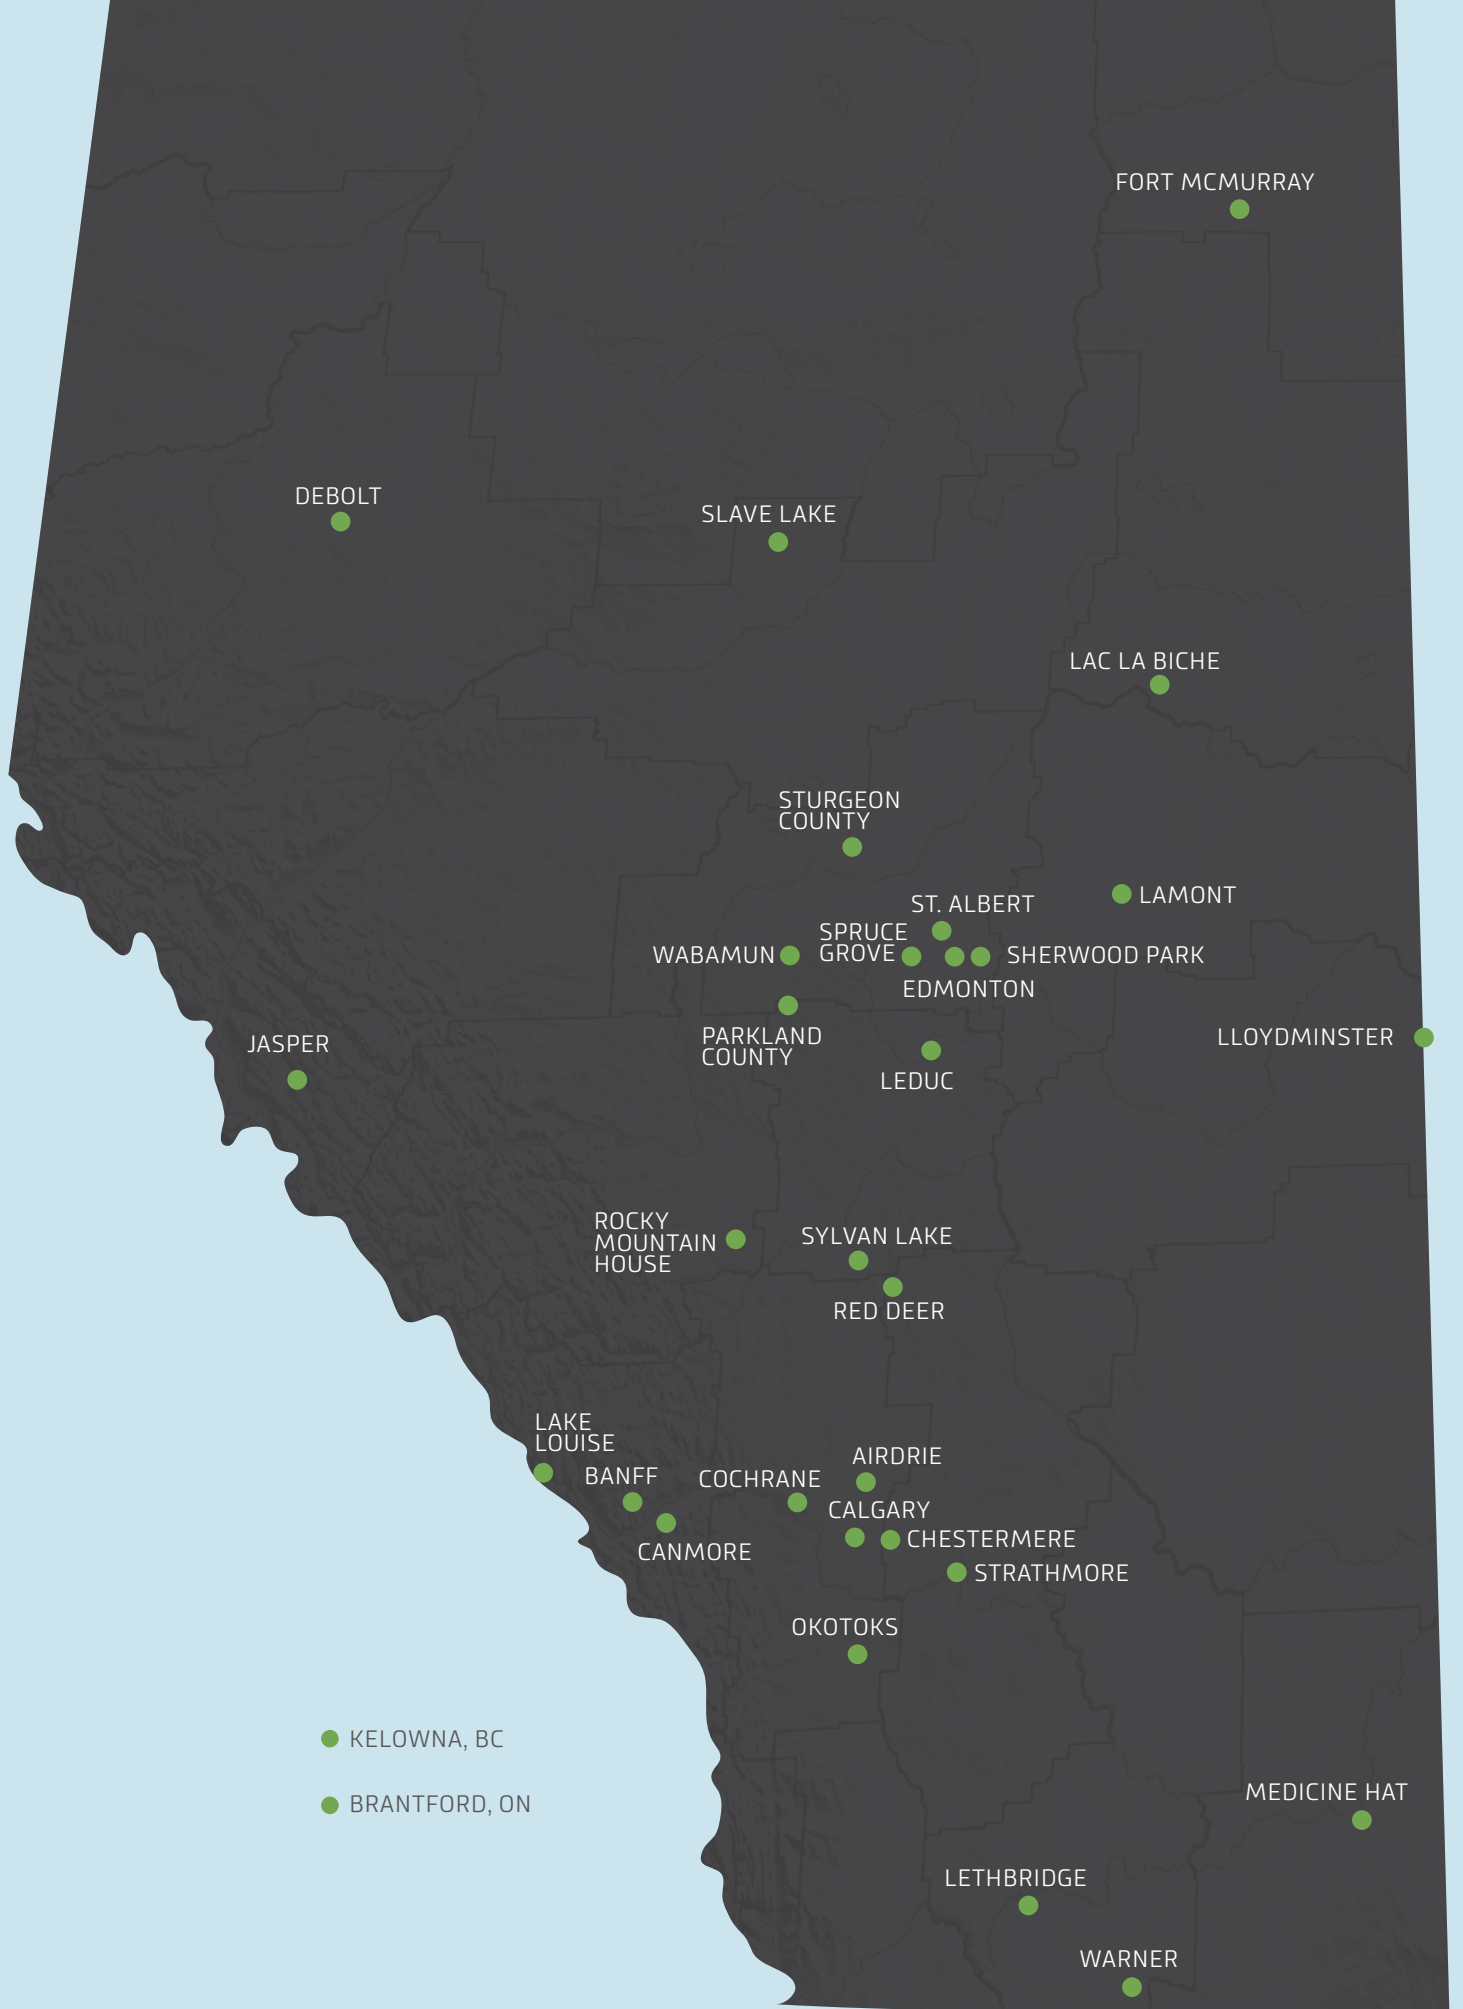 FORT MCMURRAY
DEBOLT
SLAVE LAKE
LAC LA BICHE
STURGEON
COUNTY
LAMONT
ST. ALBERT
SPRUCE
GROVE
WABAMUN
SHERWOOD PARK
EDMONTON
PARKLAND
COUNTY
LLOYDMINSTER
JASPER
LEDUC
ROCKY
MOUNTAIN
HOUSE
SYLVAN LAKE
RED DEER
LAKE
LOUISE
BANFF
CANMORE
COCHRANE
AIRDRIE
CALGARY
CHESTERMERE
STRATHMORE
OKOTOKS
KELOWNA, BC
BRANTFORD, ON
MEDICINE HAT
LETHBRIDGE
WARNER